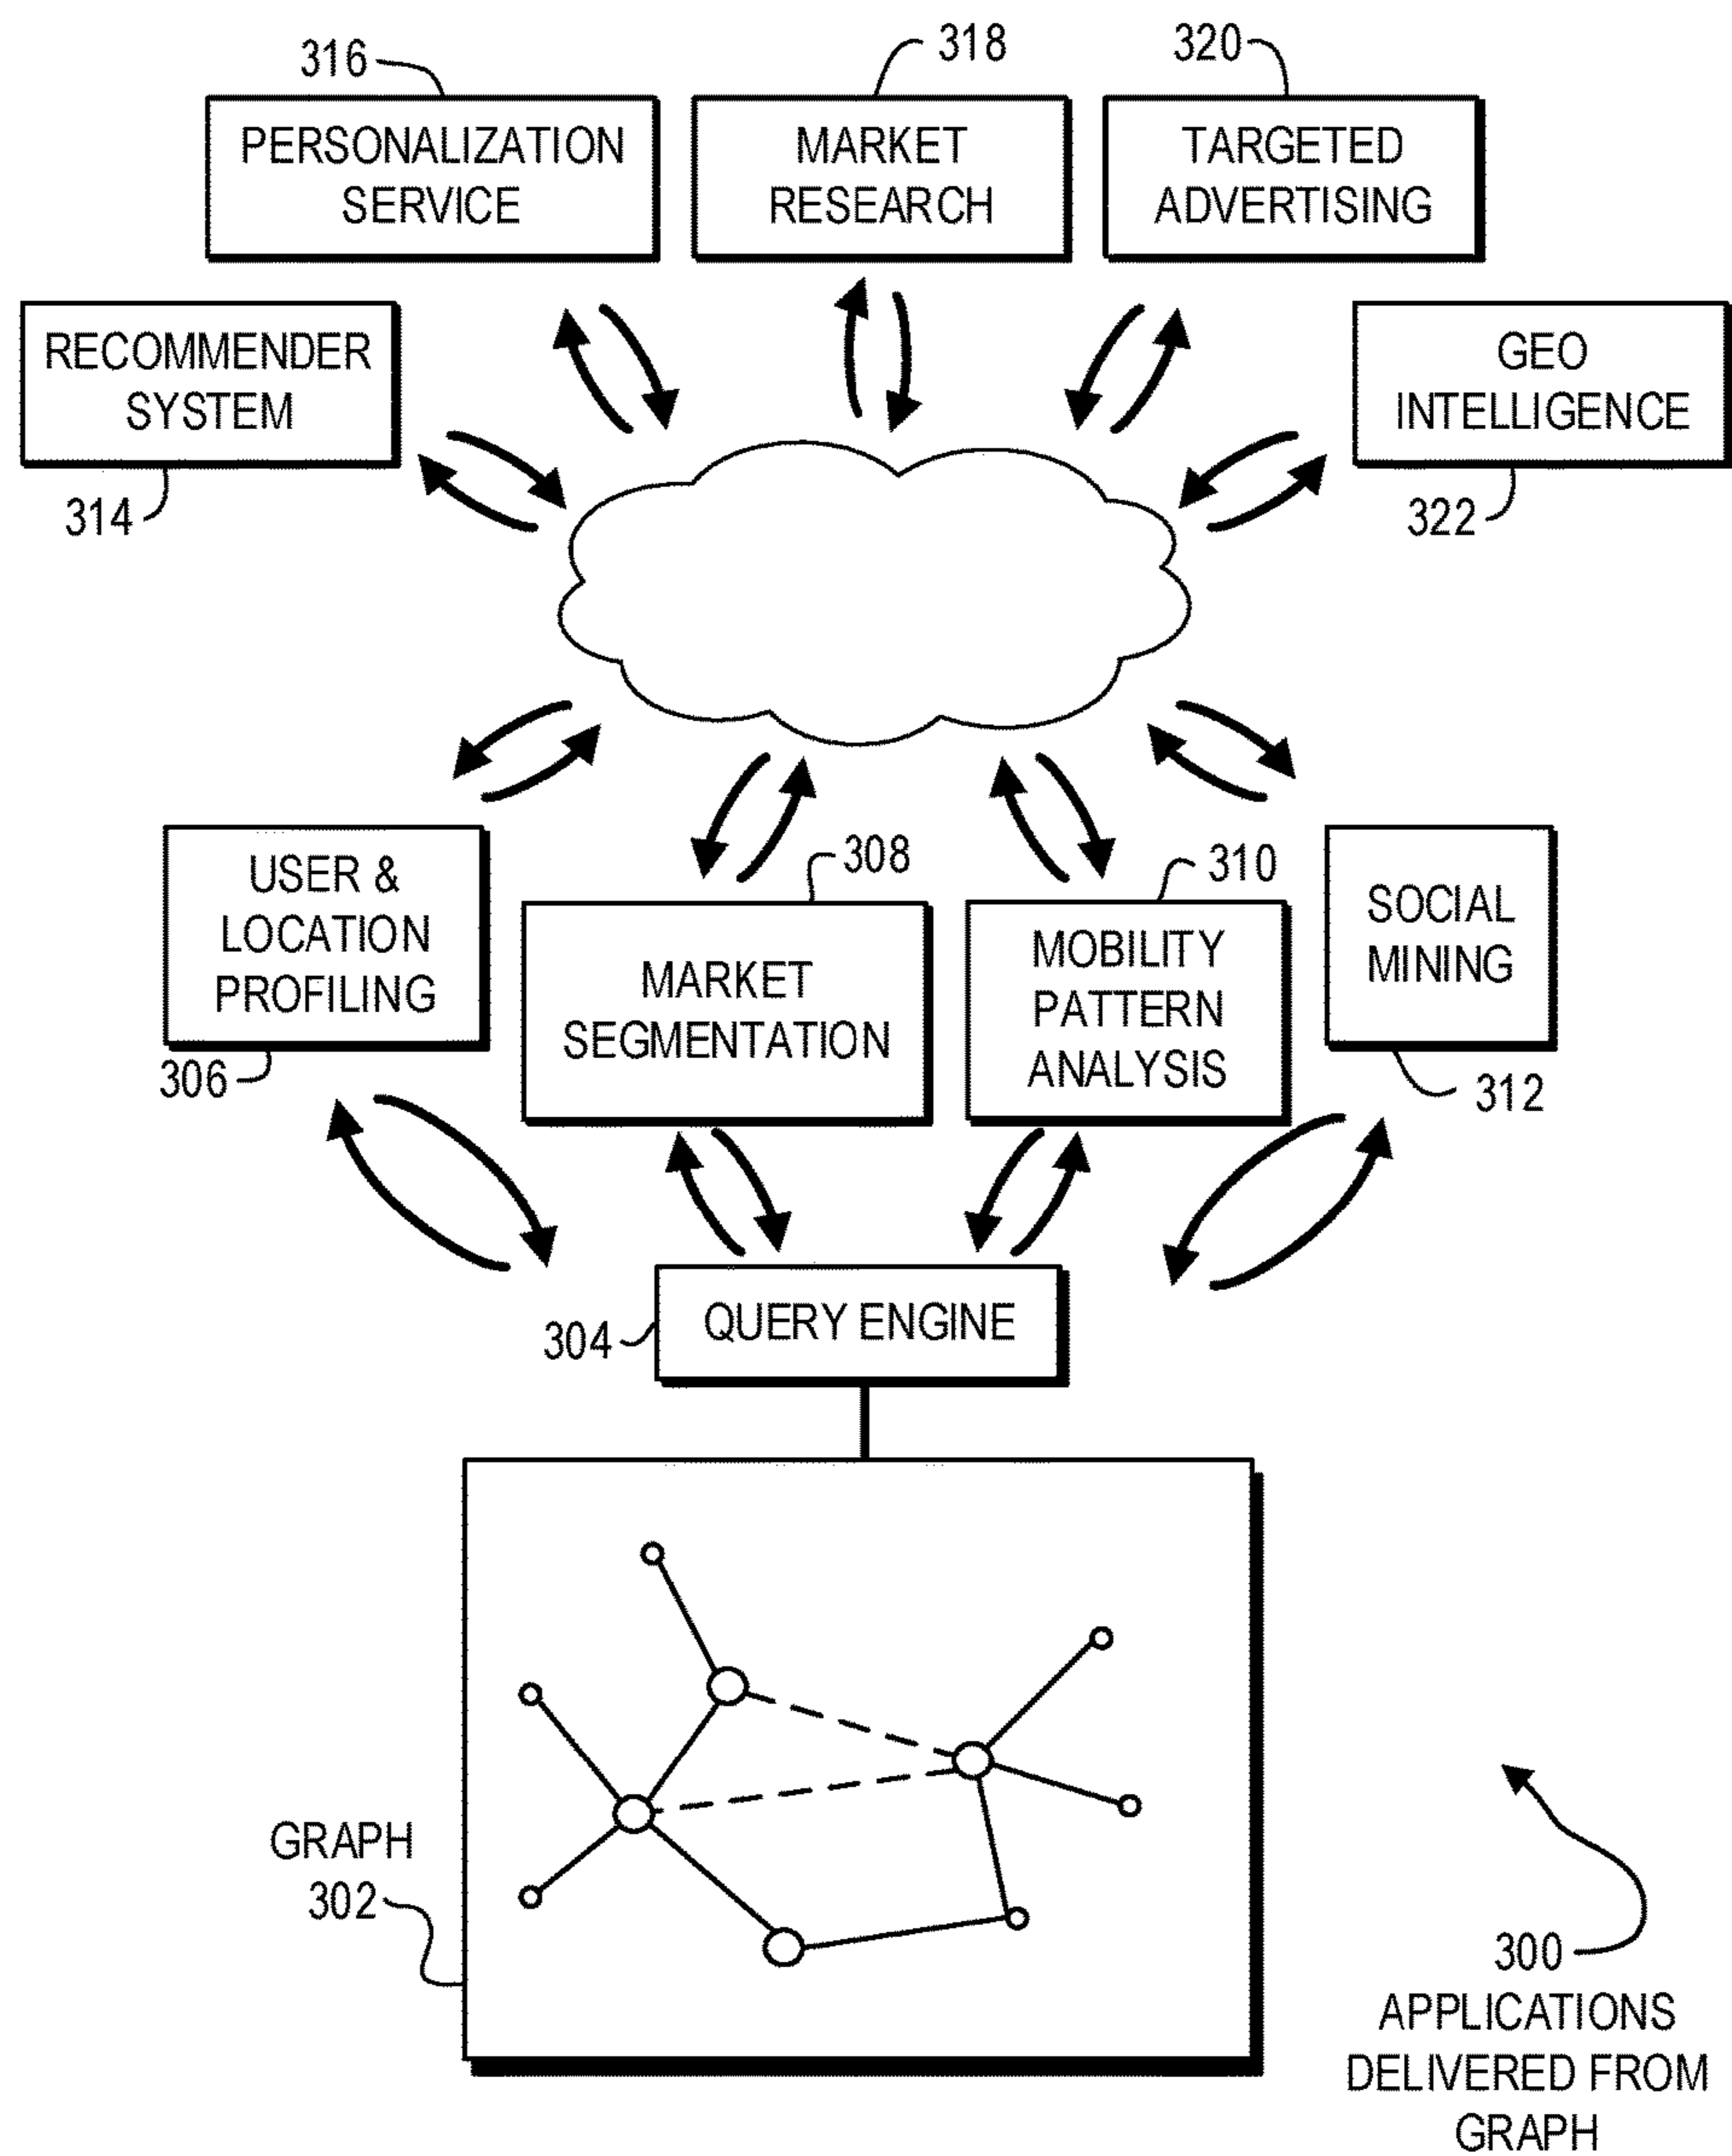 316
318
320
PERSONALIZATION
SERVICE
MARKET
RESEARCH
TARGETED
ADVERTISING
RECOMMENDER
SYSTEM
GEO
INTELLIGENCE
314
322
308
310
USER &
LOCATION
PROFILING
MARKET
SEGMENTATION
MOBILITY
PATTERN
ANALYSIS
SOCIAL
MINING
306
312
304
QUERY ENGINE
GRAPH
302
300
APPLICATIONS
DELIVERED FROM
GRAPH